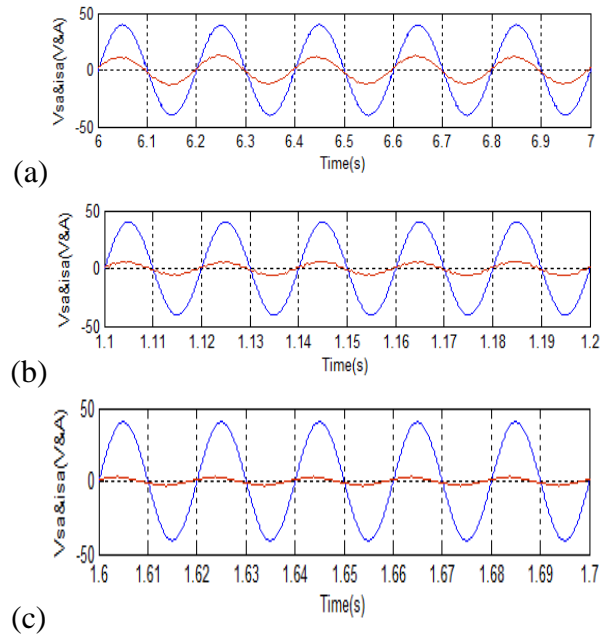 Vsa&isa(V&A)
50
0
-50
6 6.1 6.2 6.3 6.4 6.5 6.6 6.7 6.8 6.9 7
Time(s)
(a)
Vsa&isa(V&A)
50
0
-50
1.1 1.11 1.12 1.13 1.14 1.15 1.16 1.17 1.18 1.19 1.2
Time(s)
(b)
Vsa&isa(V&A)
50
0
-50
1.6 1.61 1.62 1.63 1.64 1.65 1.66 1.67 1.68 1.69 1.7
Time(s)
(c)